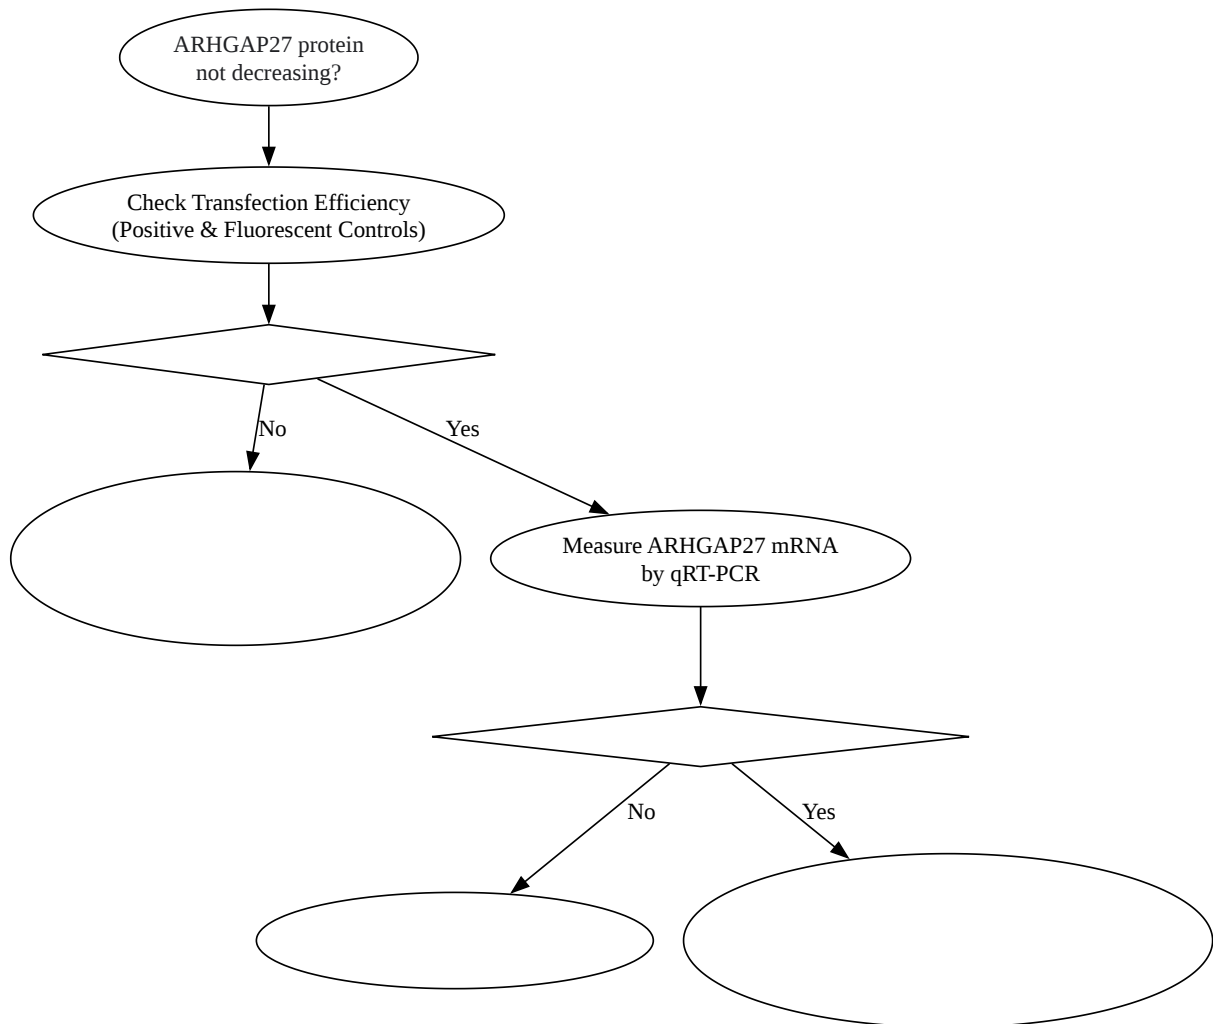 ARHGAP27 protein
not decreasing?
Check Transfection Efficiency
(Positive & Fluorescent Controls)
No
Yes
Measure ARHGAP27 mRNA
by qRT-PCR
No
Yes